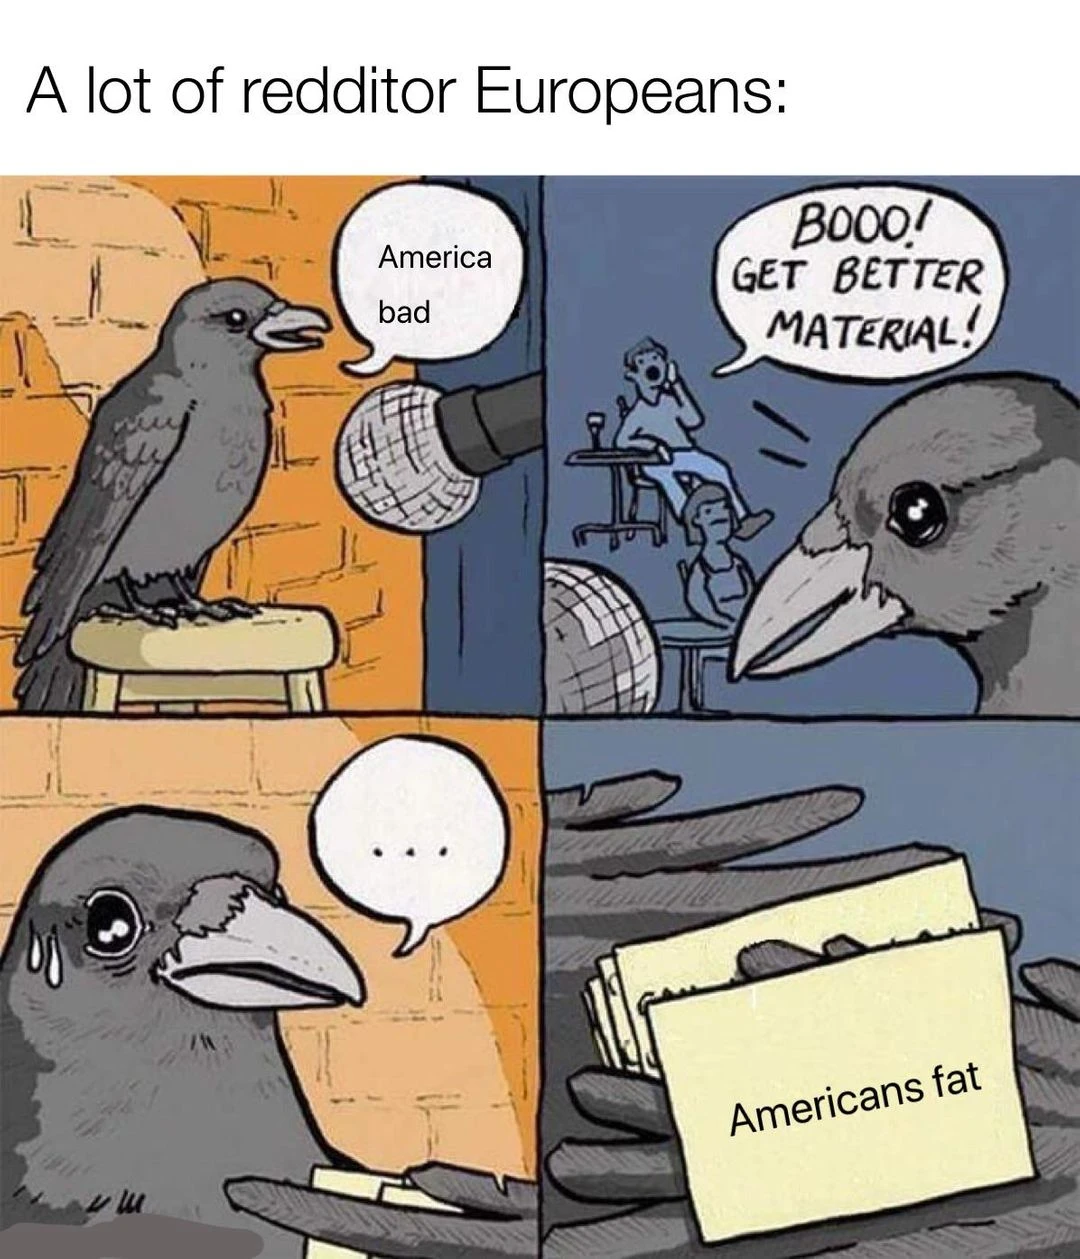 A lot of redditor Europeans:
America
bad
BOOO!
GET BETTER
MATERIAL!
. . .
Americans fat